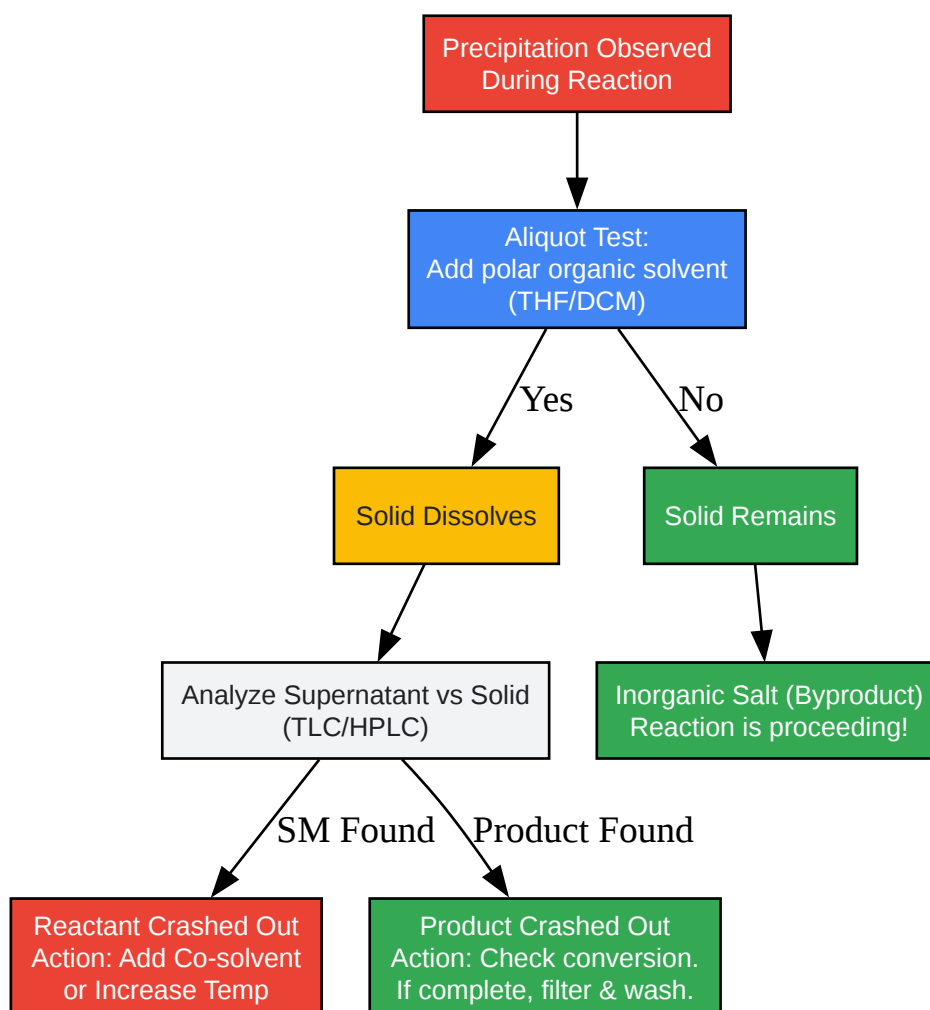 Precipitation Observed
During Reaction
Aliquot Test:
Add polar organic solvent
(THF/DCM)
Yes
No
Solid Dissolves
Solid Remains
Analyze Supernatant vs Solid
(TLC/HPLC)
Inorganic Salt (Byproduct)
Reaction is proceeding!
SM Found
Product Found
Reactant Crashed Out
Action: Add Co-solvent
or Increase Temp
Product Crashed Out
Action: Check conversion.
If complete, filter & wash.